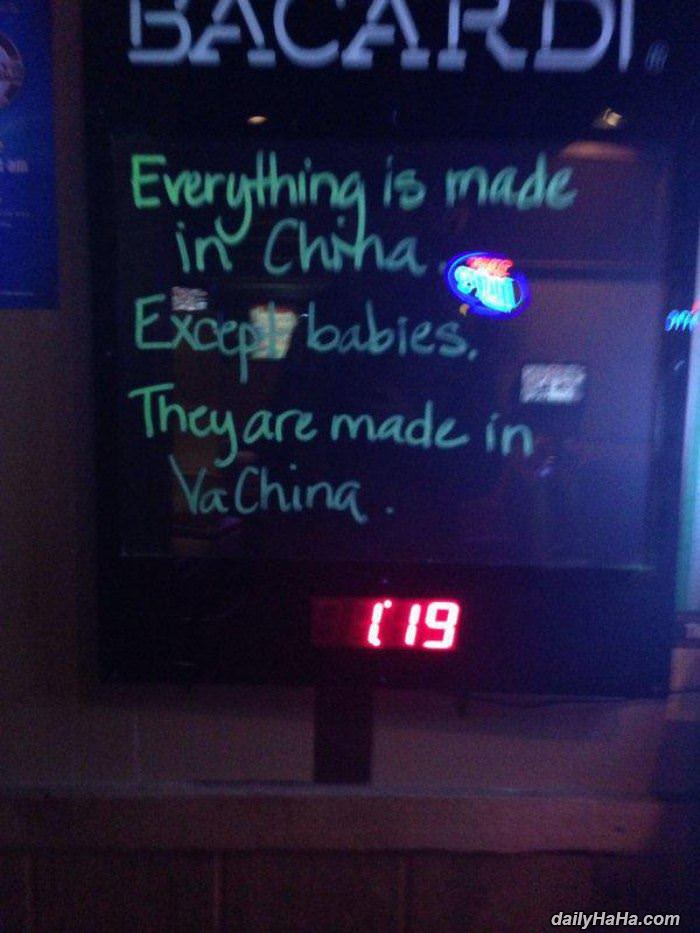 BACARDI
Everything is made
in China.
Except babies.
They are made in
VaChina.
1:19
dailyHaHa.com